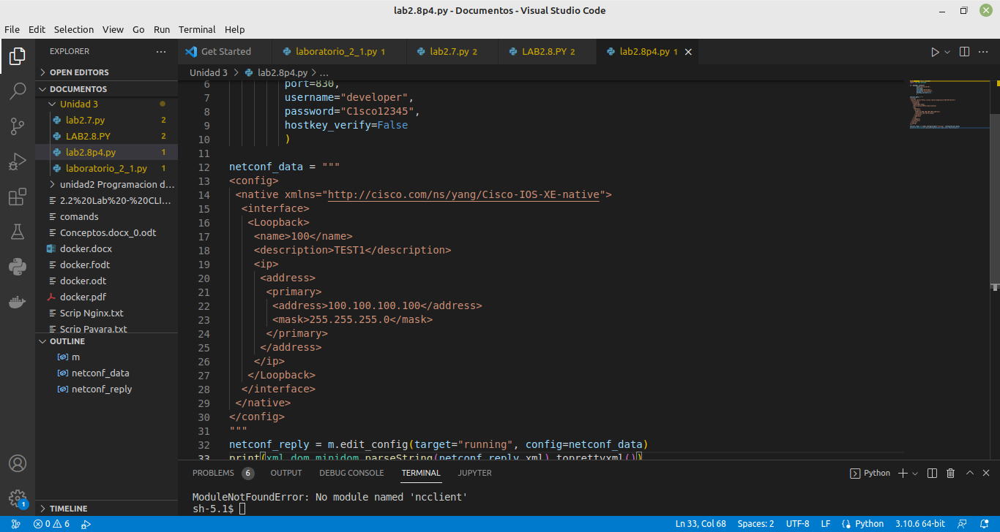 lab2.8p4.py - Documentos - Visual Studio Code
File Edit Selection View Go Run Terminal Help
EXPLORER
OPEN EDITORS
DOCUMENTOS
Unidad 3
lab2.7.py 2
LAB2.8.PY 2
lab2.8p4.py 1
laboratorio_2_1.py 1
unidad2 Programacion d...
2.2%20Lab%20-%20CLI...
comands
Conceptos.docx_0.odt
docker.docx
docker.fodt
docker.odt
docker.pdf
Scrip Nginx.txt
Scrip Payara.txt
OUTLINE
m
netconf_data
netconf_reply
TIMELINE
Get Started laboratorio_2_1.py 1 lab2.7.py 2 LAB2.8.PY 2 lab2.8p4.py 1
Unidad 3 > lab2.8p4.py > ...
6 port=830,
7 username="developer",
8 password="C1sco12345",
9 hostkey_verify=False
10 )
11
12 netconf_data = """
13 <config>
14 <native xmlns="http://cisco.com/ns/yang/Cisco-IOS-XE-native">
15 <interface>
16 <Loopback>
17 <name>100</name>
18 <description>TEST1</description>
19 <ip>
20 <address>
21 <primary>
22 <address>100.100.100.100</address>
23 <mask>255.255.255.0</mask>
24 </primary>
25 </address>
26 </ip>
27 </Loopback>
28 </interface>
29 </native>
30 </config>
31 """
32 netconf_reply = m.edit_config(target="running", config=netconf_data)
33 print(xml.dom.minidom.parseString(netconf_reply.xml).toprettyxml())
PROBLEMS 6 OUTPUT DEBUG CONSOLE TERMINAL JUPYTER Python
ModuleNotFoundError: No module named 'ncclient'
sh-5.1$
1
0 6 Ln 33, Col 68 Spaces: 2 UTF-8 LF Python 3.10.6 64-bit